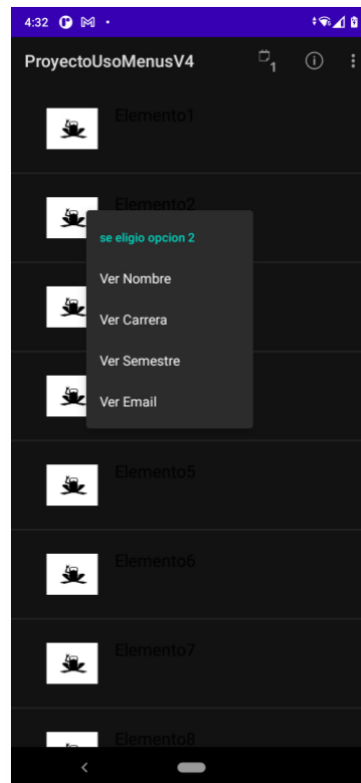 4:32
ProyectoUsoMenusV4
1
Elemento1
Elemento2
se eligio opcion 2
Ver Nombre
Ver Carrera
Ver Semestre
Ver Email
Elemento5
Elemento6
Elemento7
Elemento8